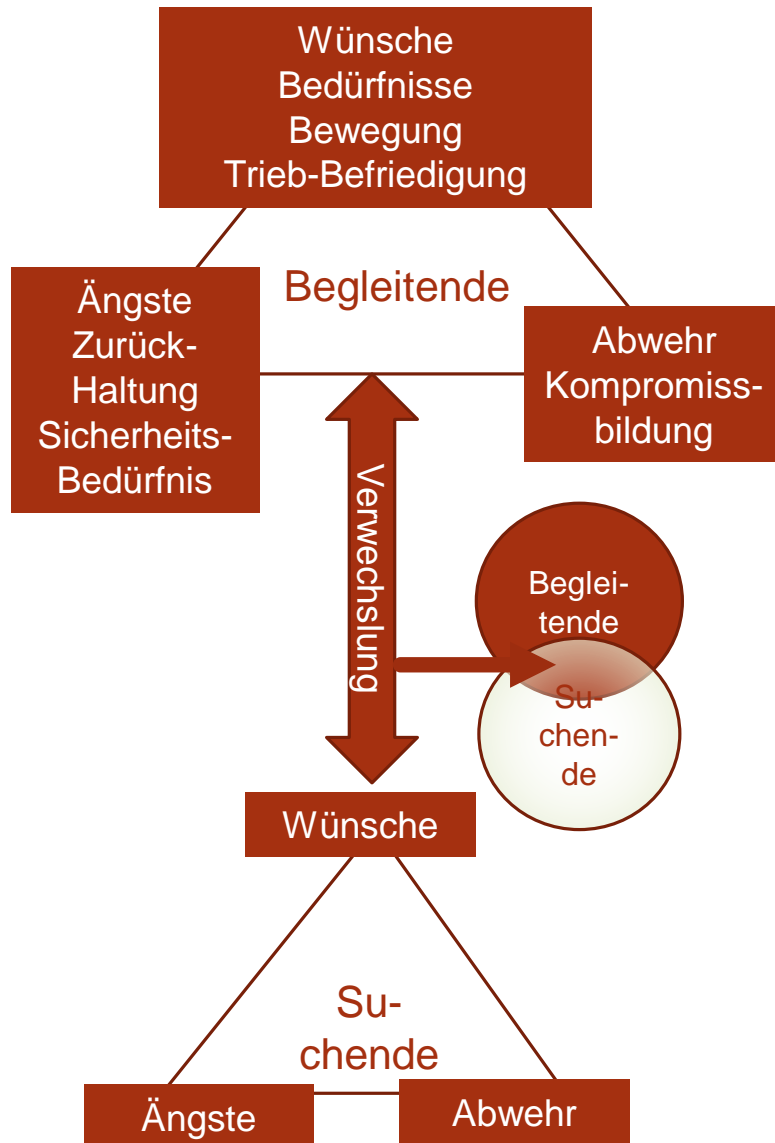 Wünsche
Bedürfnisse
Bewegung
Trieb-Befriedigung
Begleitende
Ängste
Zurück-
Haltung
Sicherheits-
Bedürfnis
Abwehr
Kompromiss-
bildung
Verwechslung
Beglei-
tende
Su-
chen-
de
Wünsche
Su-
chende
Ängste
Abwehr